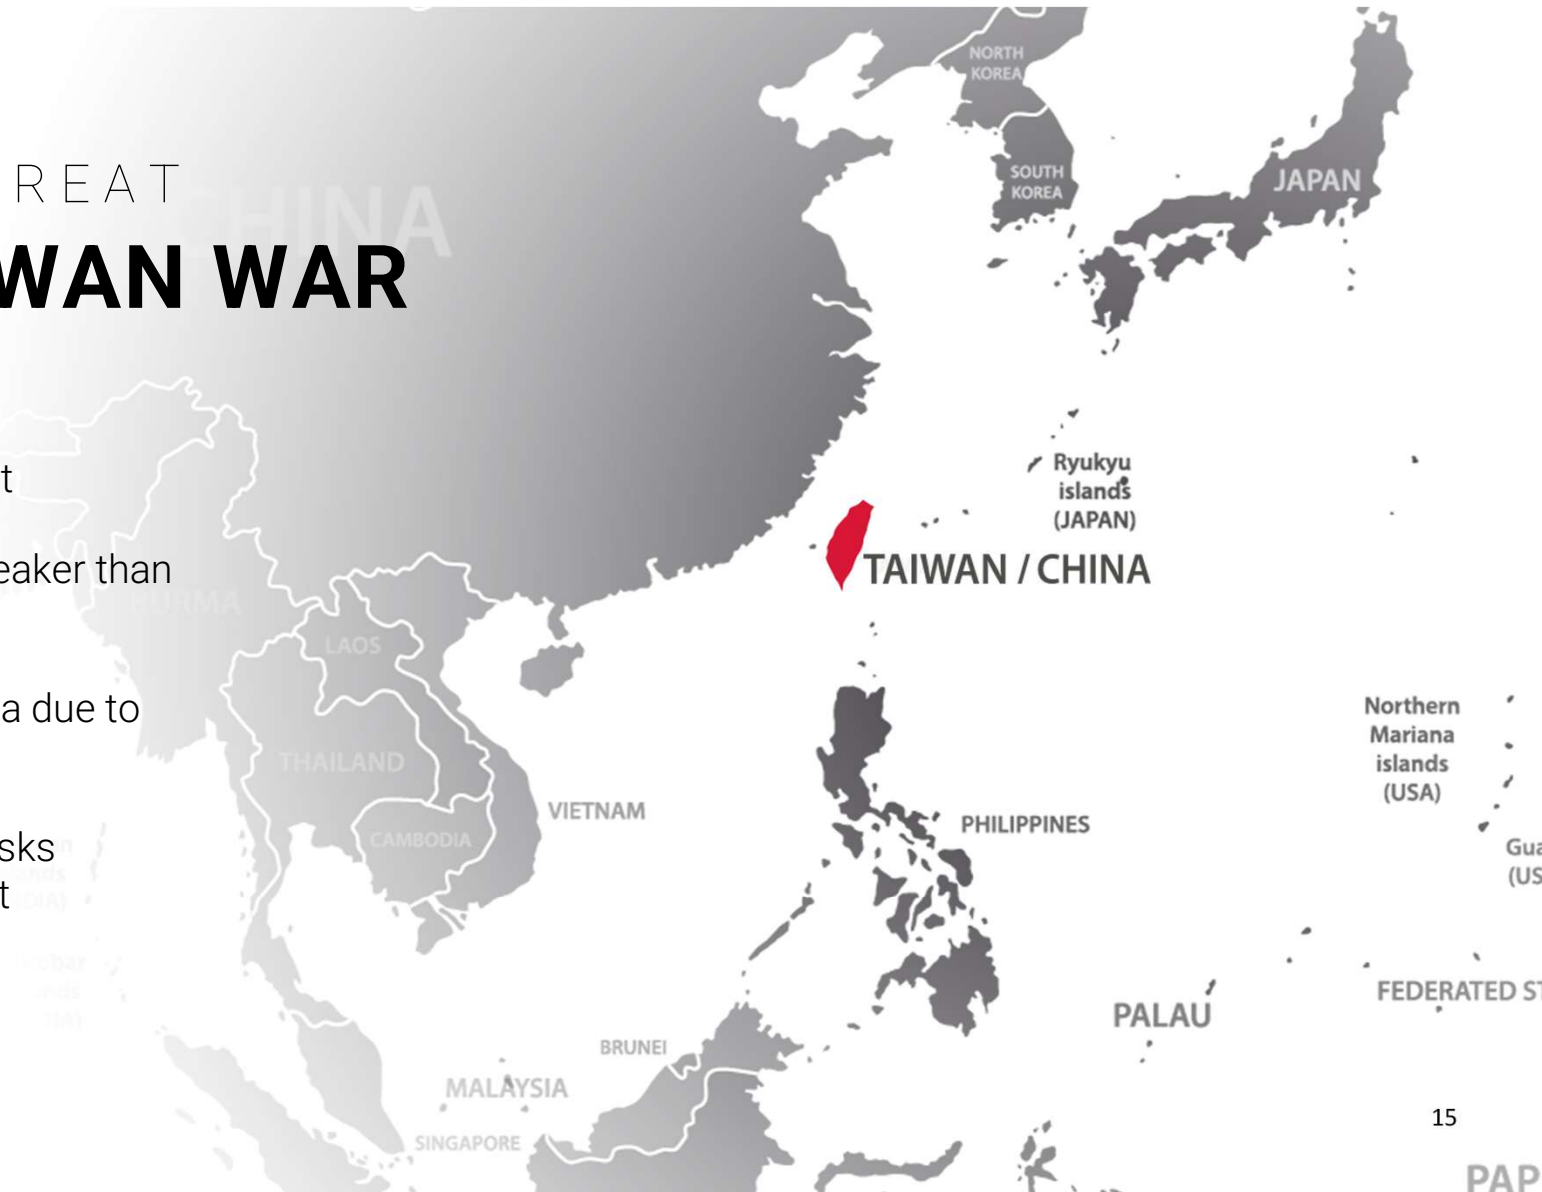 REAT
CHINA
WAN WAR
t
eaker than
a due to
sks
t
NORTH
KOREA
SOUTH
KOREA
JAPAN
Ryukyu
islands
(JAPAN)
TAIWAN / CHINA
BURMA
LAOS
THAILAND
VIETNAM
CAMBODIA
PHILIPPINES
Northern
Mariana
islands
(USA)
Gua
(US
PALAU
FEDERATED ST
BRUNEI
MALAYSIA
SINGAPORE
15
PAP